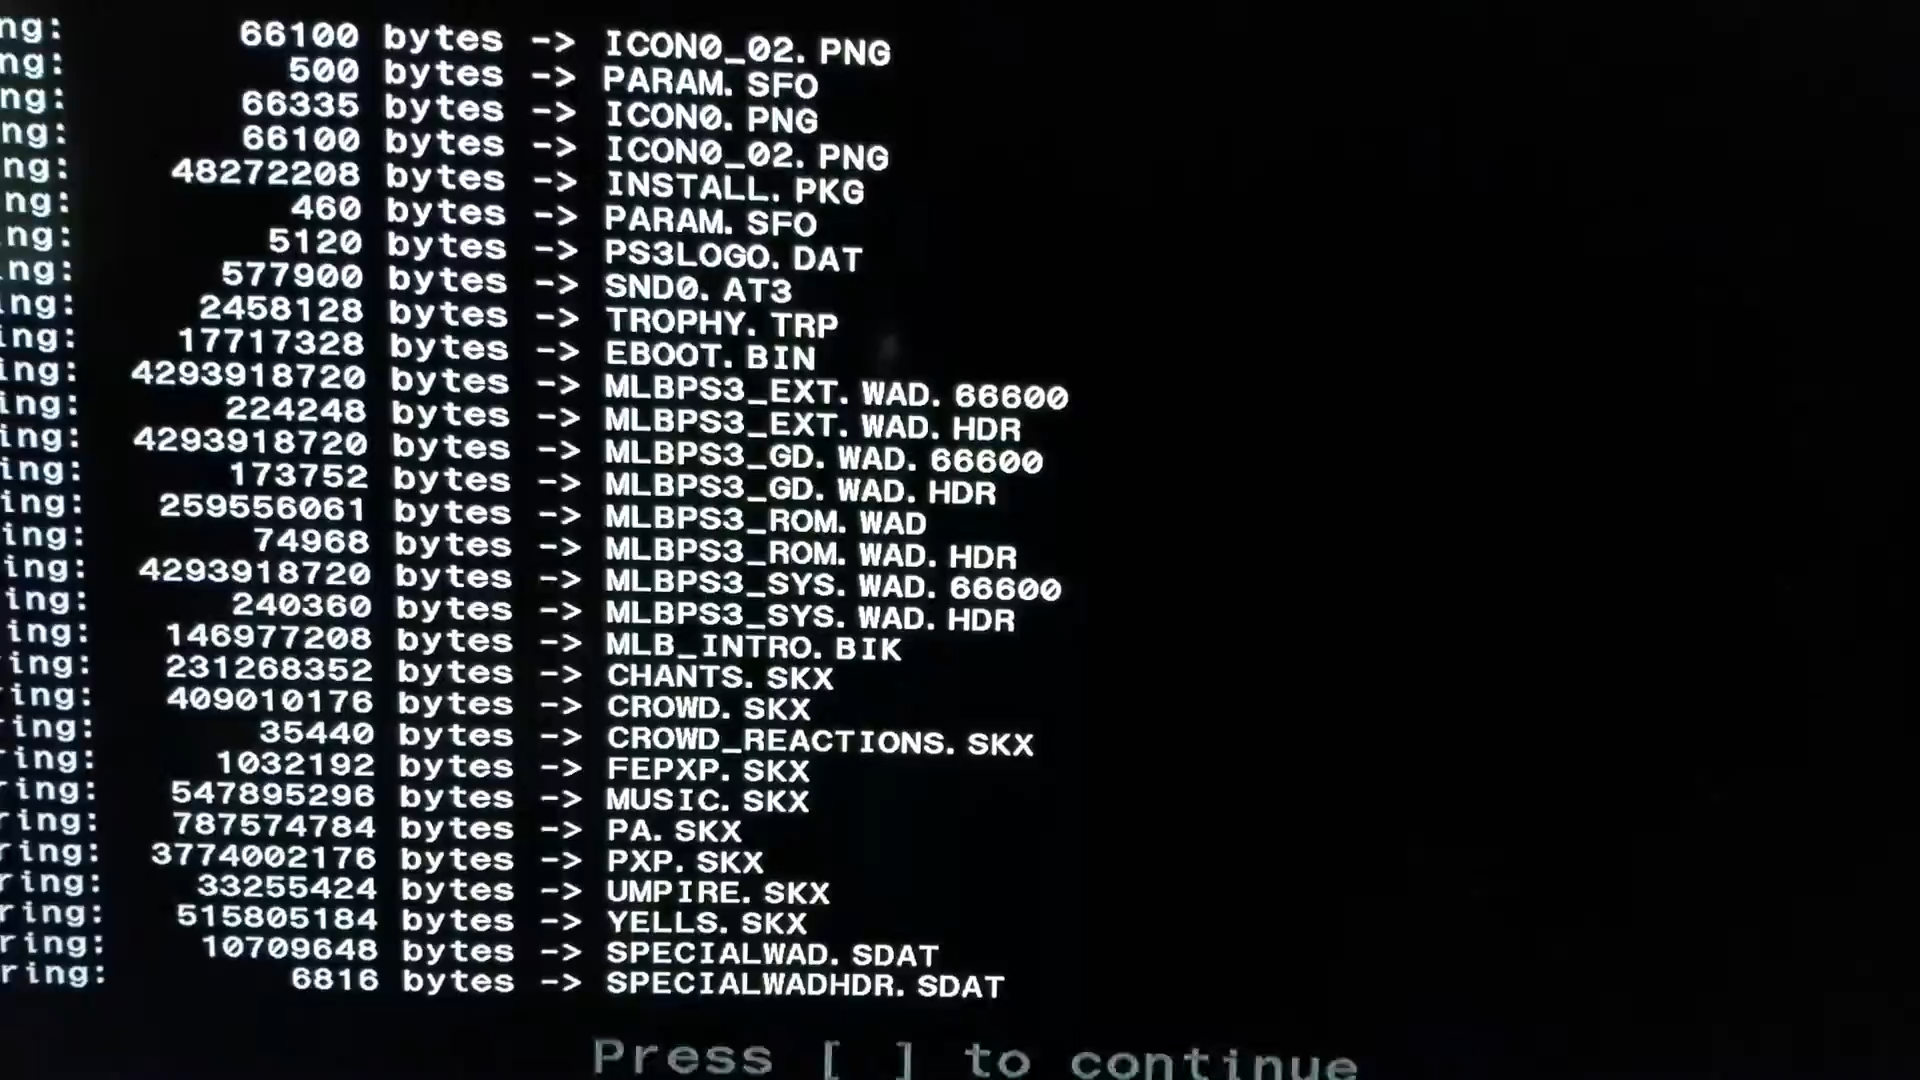 ng: 66100 bytes -> ICON0_02.PNG
ng: 500 bytes -> PARAM.SFO
ng: 66335 bytes -> ICON0.PNG
ng: 66100 bytes -> ICON0_02.PNG
ng: 48272208 bytes -> INSTALL.PKG
ng: 460 bytes -> PARAM.SFO
ng: 5120 bytes -> PS3LOGO.DAT
ng: 577900 bytes -> SND0.AT3
ing: 2458128 bytes -> TROPHY.TRP
ing: 17717328 bytes -> EBOOT.BIN
ing: 4293918720 bytes -> MLBPS3_EXT.WAD.66600
ing: 224248 bytes -> MLBPS3_EXT.WAD.HDR
ing: 4293918720 bytes -> MLBPS3_GD.WAD.66600
ing: 173752 bytes -> MLBPS3_GD.WAD.HDR
ing: 259556061 bytes -> MLBPS3_ROM.WAD
ing: 74968 bytes -> MLBPS3_ROM.WAD.HDR
ing: 4293918720 bytes -> MLBPS3_SYS.WAD.66600
ing: 240360 bytes -> MLBPS3_SYS.WAD.HDR
ing: 146977208 bytes -> MLB_INTRO.BIK
ring: 231268352 bytes -> CHANTS.SKX
ring: 409010176 bytes -> CROWD.SKX
ring: 35440 bytes -> CROWD_REACTIONS.SKX
ring: 1032192 bytes -> FEPXP.SKX
ring: 547895296 bytes -> MUSIC.SKX
ring: 787574784 bytes -> PA.SKX
ring: 3774002176 bytes -> PXP.SKX
ring: 33255424 bytes -> UMPIRE.SKX
ring: 515805184 bytes -> YELLS.SKX
ring: 10709648 bytes -> SPECIALWAD.SDAT
ring: 6816 bytes -> SPECIALWADHDR.SDAT
Press [ ] to continue